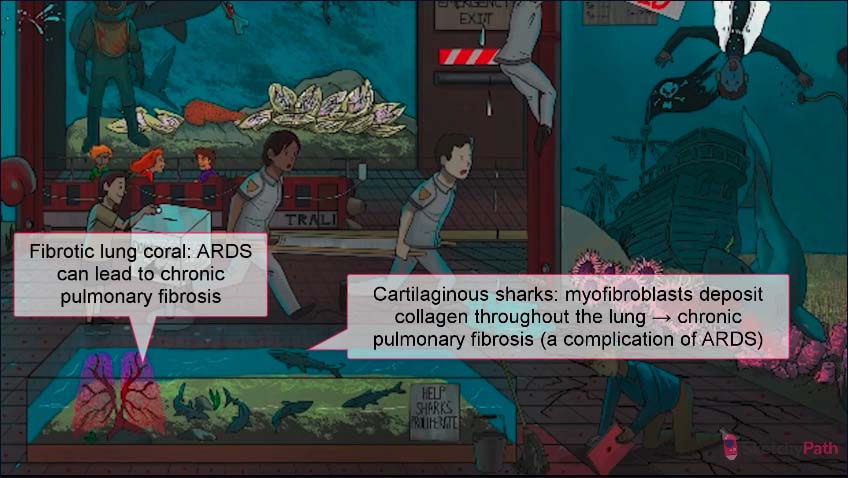 EMERGENCY
EXIT
TRALI
Fibrotic lung coral: ARDS
can lead to chronic
pulmonary fibrosis
Cartilaginous sharks: myofibroblasts deposit
collagen throughout the lung → chronic
pulmonary fibrosis (a complication of ARDS)
HELP
SHARKS
PROLIFERATE
SketchyPath